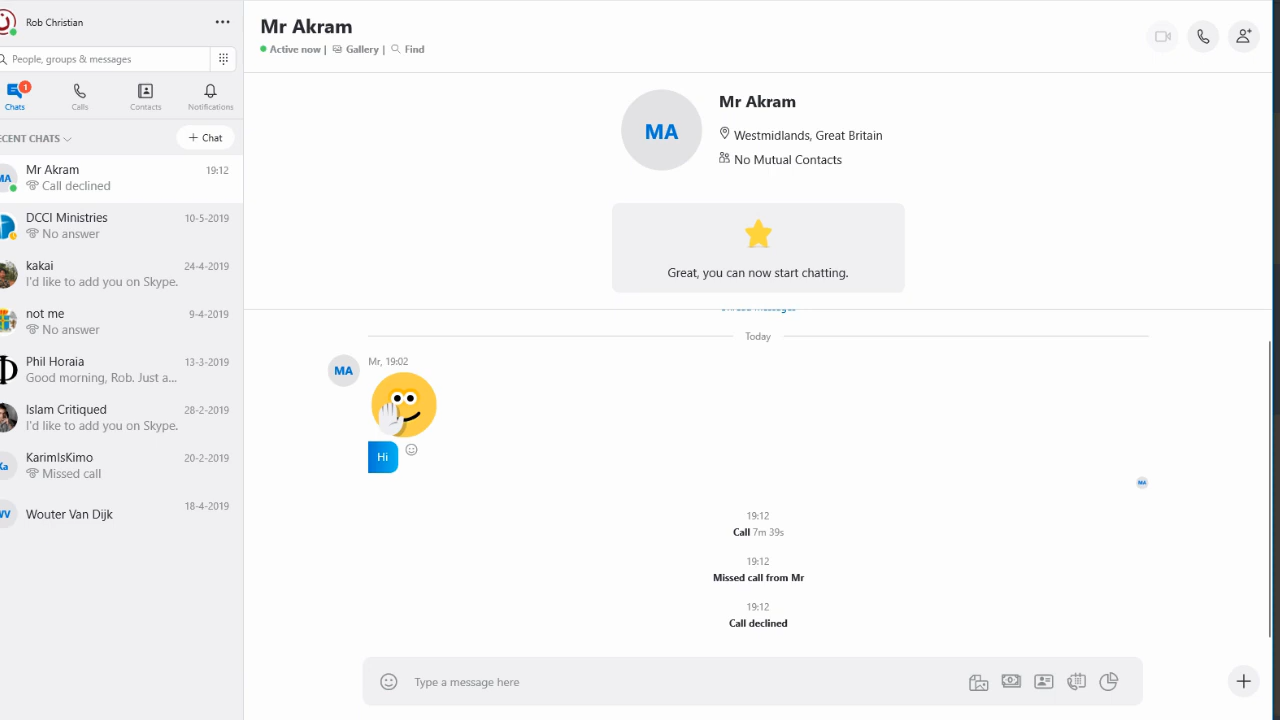 Rob Christian
People, groups & messages
1
Chats
Calls
Contacts
Notifications
ECENT CHATS
+ Chat
MA
Mr Akram
19:12
Call declined
DCCI Ministries
10-5-2019
No answer
kakai
24-4-2019
I'd like to add you on Skype.
not me
9-4-2019
No answer
Phil Horaia
13-3-2019
Good morning, Rob. Just a...
Islam Critiqued
28-2-2019
I'd like to add you on Skype.
Ka
KarimIsKimo
20-2-2019
Missed call
WV
Wouter Van Dijk
18-4-2019
Mr Akram
Active now | Gallery | Find
MA
Mr Akram
Westmidlands, Great Britain
No Mutual Contacts
Great, you can now start chatting.
Today
MA
Mr, 19:02
Hi
MA
19:12
Call 7m 39s
19:12
Missed call from Mr
19:12
Call declined
Type a message here